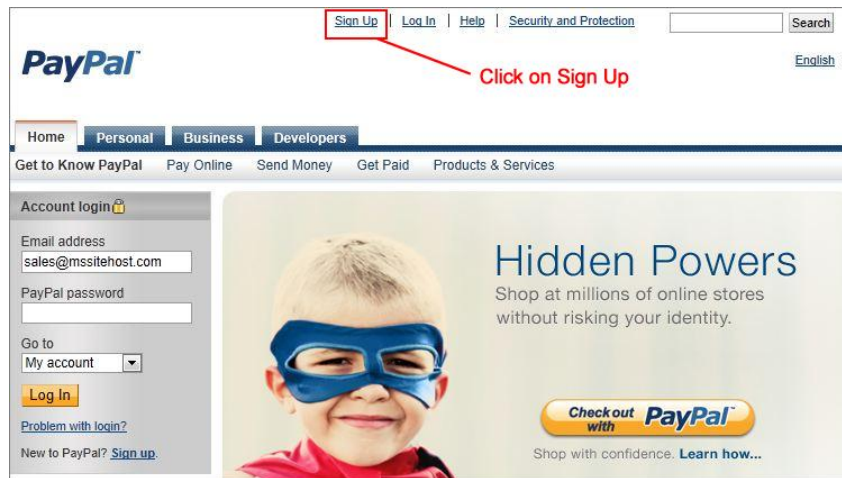 Sign Up | Log In | Help | Security and Protection Search
PayPal™
English
Click on Sign Up
Home Personal Business Developers
Get to Know PayPal Pay Online Send Money Get Paid Products & Services
Account login
Email address
sales@mssitehost.com
PayPal password
Go to
My account
Log In
Problem with login?
New to PayPal? Sign up.
Hidden Powers
Shop at millions of online stores
without risking your identity.
Check out with PayPal™
Shop with confidence. Learn how...